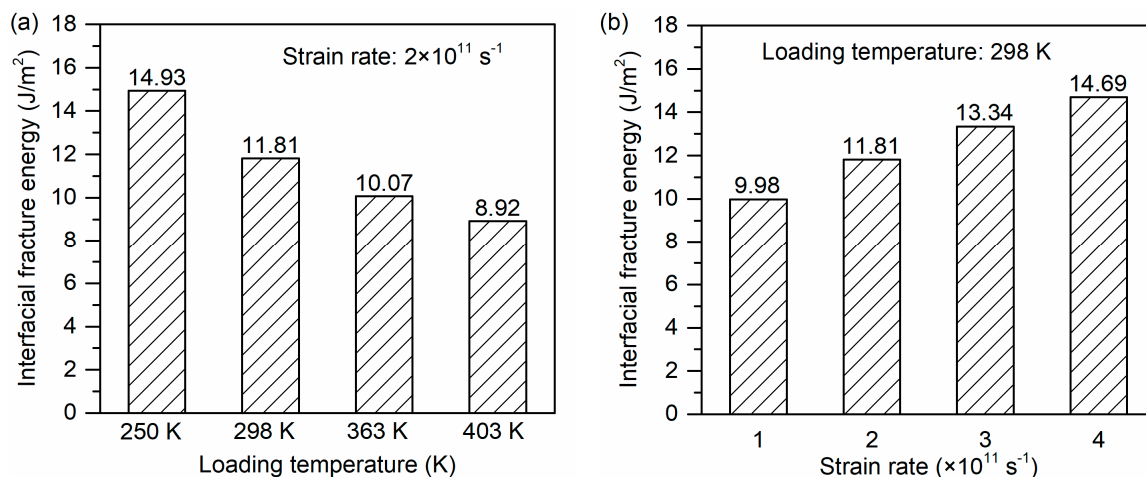 (a)
Interfacial fracture energy (J/m²)
18
16
14
12
10
8
6
4
2
0
Strain rate: 2×10¹¹ s⁻¹
14.93
11.81
10.07
8.92
250 K
298 K
363 K
403 K
Loading temperature (K)
(b)
Interfacial fracture energy (J/m²)
18
16
14
12
10
8
6
4
2
0
Loading temperature: 298 K
9.98
11.81
13.34
14.69
1
2
3
4
Strain rate (×10¹¹ s⁻¹)